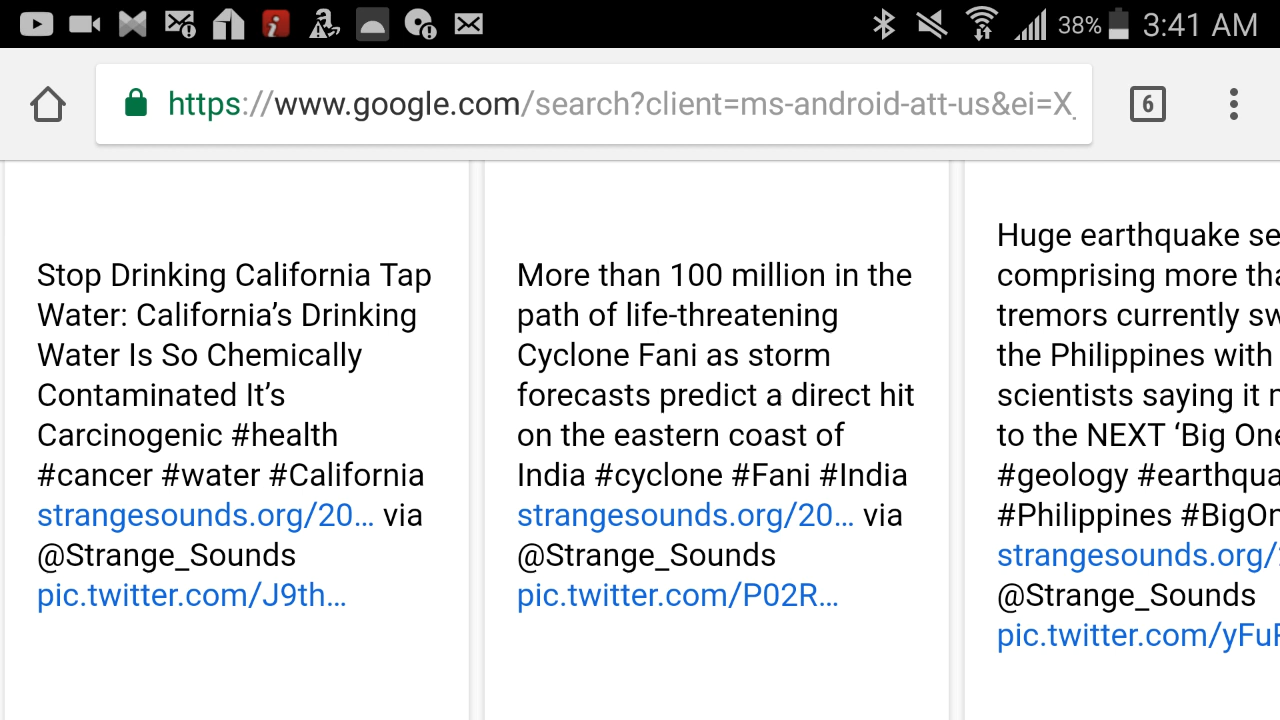 38% 3:41 AM
https://www.google.com/search?client=ms-android-att-us&ei=X
6
Stop Drinking California Tap
Water: California’s Drinking
Water Is So Chemically
Contaminated It’s
Carcinogenic #health
#cancer #water #California
strangesounds.org/20… via
@Strange_Sounds
pic.twitter.com/J9th…
More than 100 million in the
path of life-threatening
Cyclone Fani as storm
forecasts predict a direct hit
on the eastern coast of
India #cyclone #Fani #India
strangesounds.org/20… via
@Strange_Sounds
pic.twitter.com/P02R…
Huge earthquake se
comprising more tha
tremors currently sw
the Philippines with
scientists saying it
to the NEXT ‘Big One
#geology #earthqua
#Philippines #BigOn
strangesounds.org/
@Strange_Sounds
pic.twitter.com/yFu